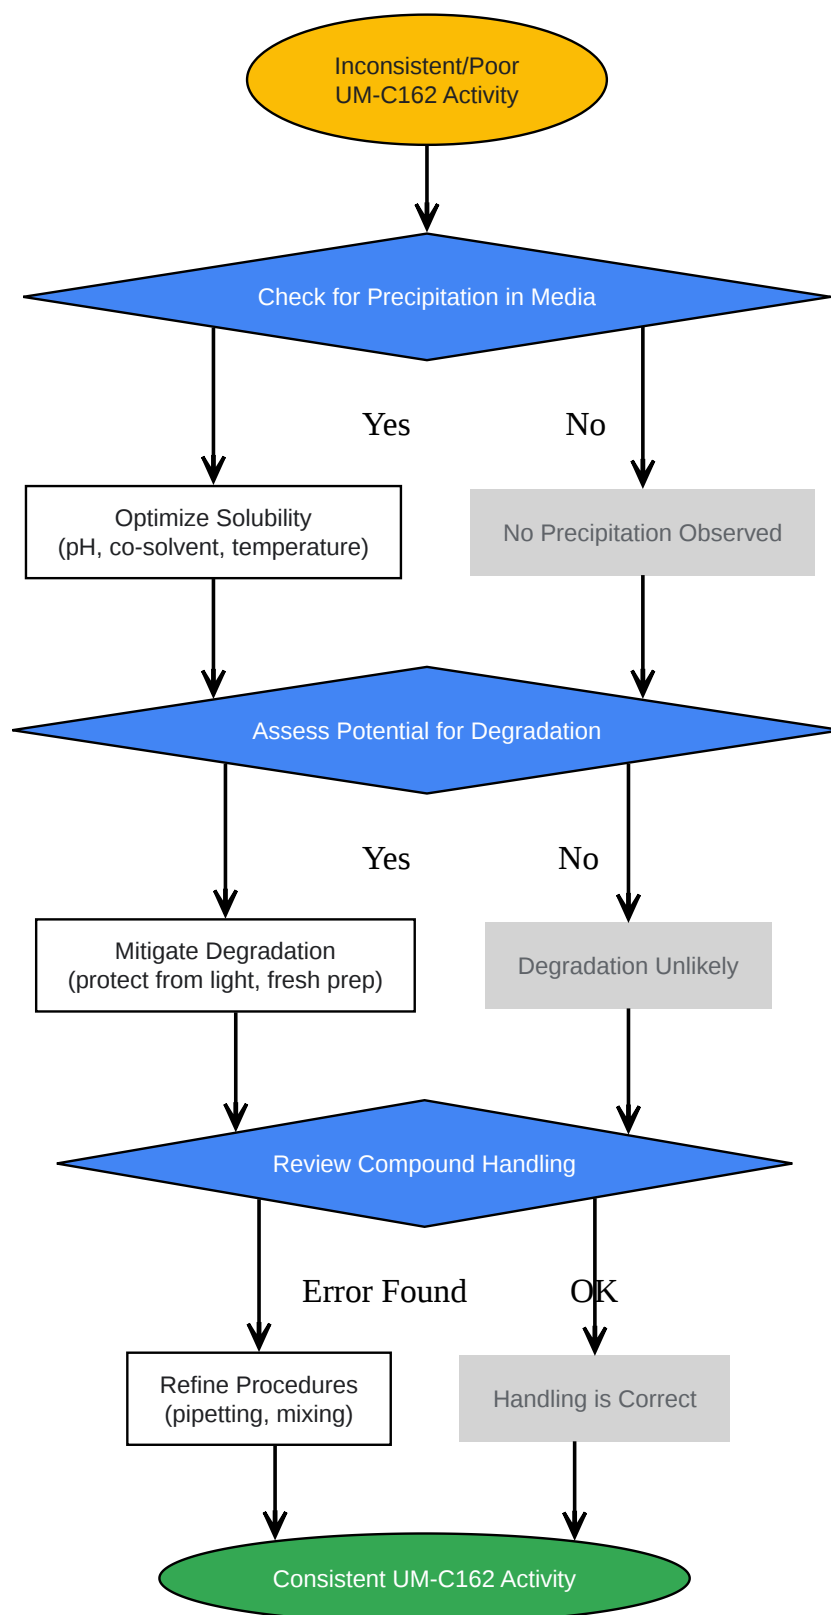 Inconsistent/Poor
UM-C162 Activity
Check for Precipitation in Media
Yes
No
Optimize Solubility
(pH, co-solvent, temperature)
No Precipitation Observed
Assess Potential for Degradation
Yes
No
Mitigate Degradation
(protect from light, fresh prep)
Degradation Unlikely
Review Compound Handling
Error Found
OK
Refine Procedures
(pipetting, mixing)
Handling is Correct
Consistent UM-C162 Activity